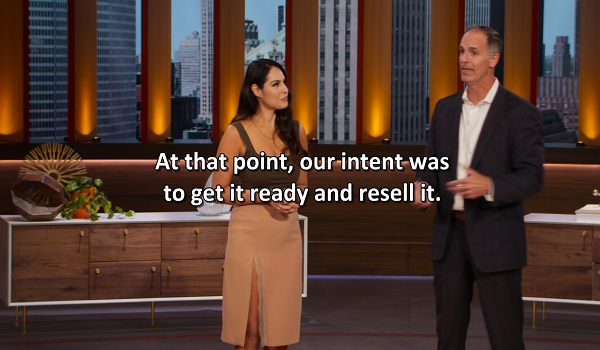 At that point, our intent was
to get it ready and resell it.